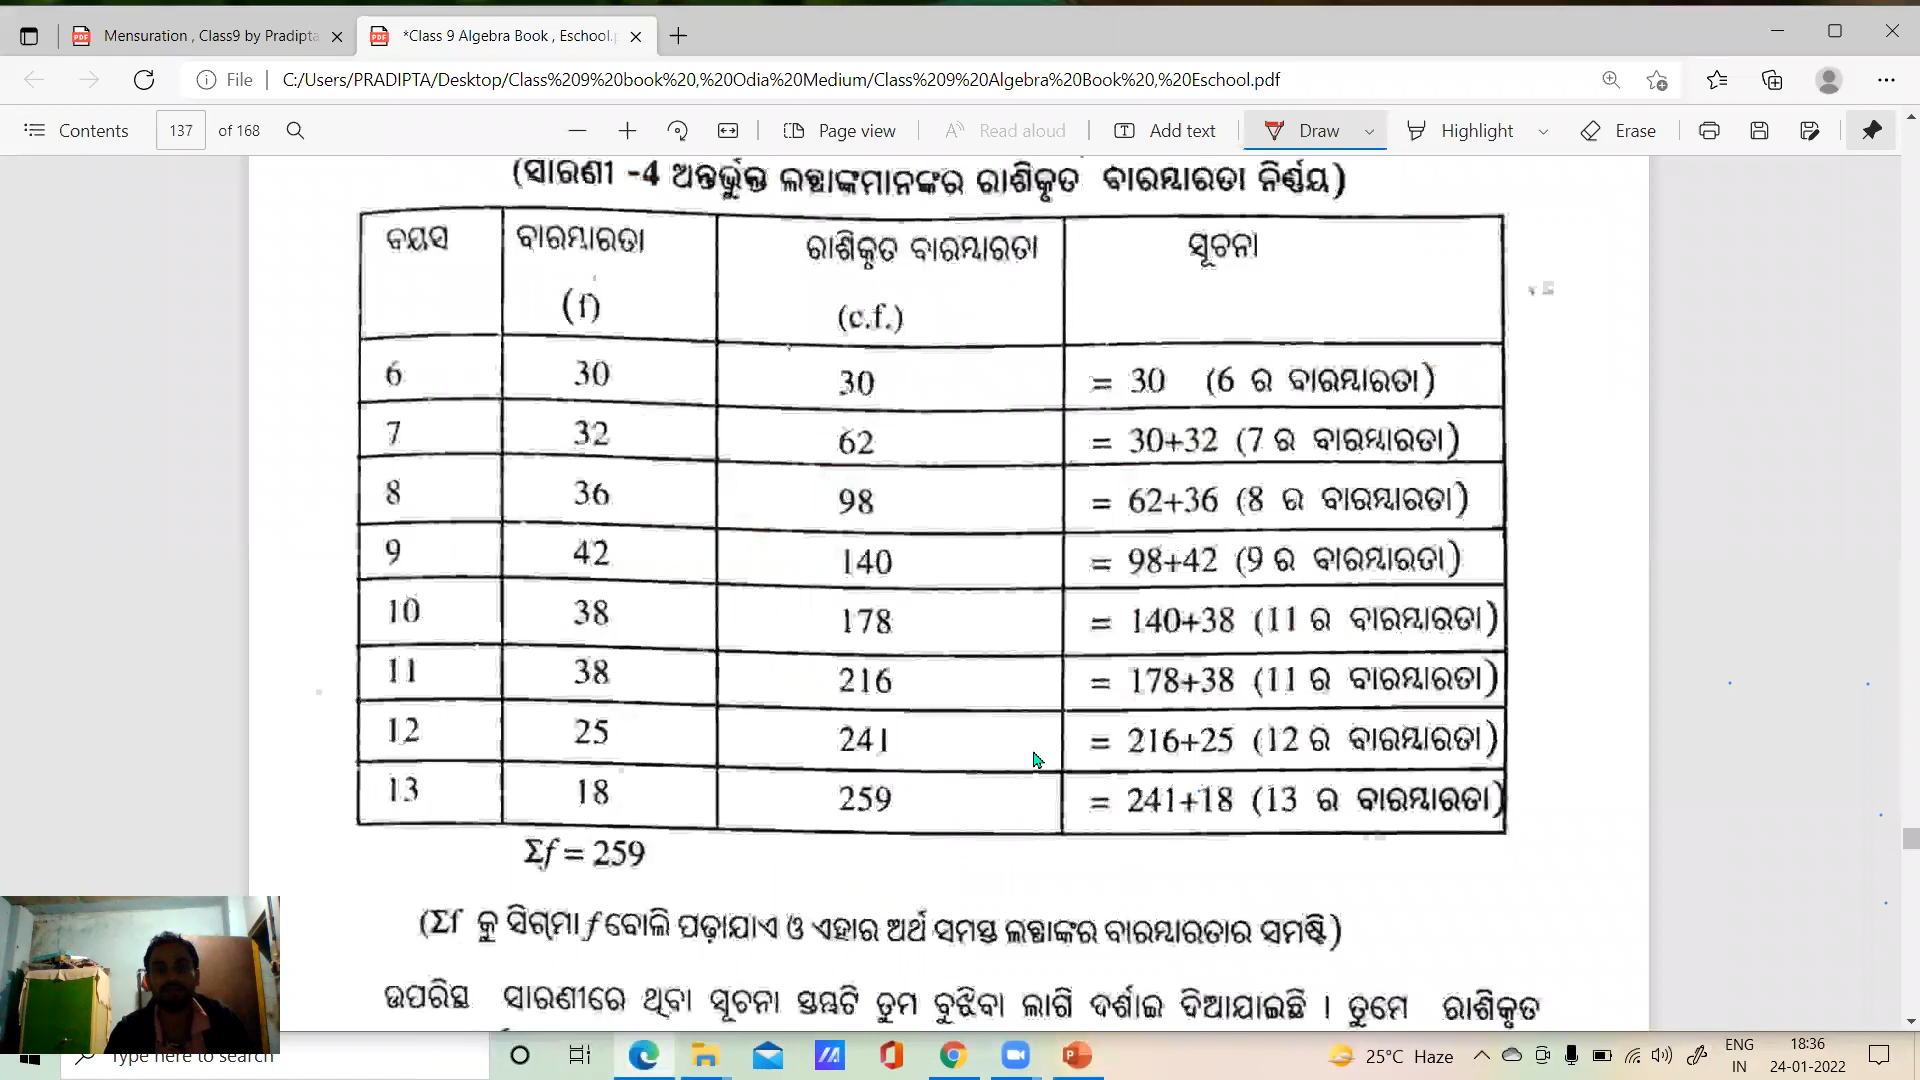 Mensuration , Class9 by Pradipta
*Class 9 Algebra Book , Eschool.p
File
C:/Users/PRADIPTA/Desktop/Class%209%20book%20,%20Odia%20Medium/Class%209%20Algebra%20Book%20,%20Eschool.pdf
Contents 137 of 168 Page view Read aloud Add text Draw Highlight Erase
(ସାରଣୀ -4 ଅନ୍ତର୍ଭୁକ୍ତ ଲବ୍ଧାଙ୍କମାନଙ୍କର ରାଶିକୃତ ବାରମ୍ବାରତା ନିର୍ଣ୍ଣୟ)
ବୟସ ବାରମ୍ବାରତା ରାଶିକୃତ ବାରମ୍ବାରତା ସୂଚନା
(f) (c.f.)
6 30 30 = 30 (6 ର ବାରମ୍ବାରତା)
7 32 62 = 30+32 (7 ର ବାରମ୍ବାରତା)
8 36 98 = 62+36 (8 ର ବାରମ୍ବାରତା)
9 42 140 = 98+42 (9 ର ବାରମ୍ବାରତା)
10 38 178 = 140+38 (11 ର ବାରମ୍ବାରତା)
11 38 216 = 178+38 (11 ର ବାରମ୍ବାରତା)
12 25 241 = 216+25 (12 ର ବାରମ୍ବାରତା)
13 18 259 = 241+18 (13 ର ବାରମ୍ବାରତା)
Σf = 259
(Σf କୁ ସିଗ୍‌ମା f ବୋଲି ପଢ଼ାଯାଏ ଓ ଏହାର ଅର୍ଥ ସମସ୍ତ ଲବ୍ଧାଙ୍କର ବାରମ୍ବାରତାର ସମଷ୍ଟି)
ଉପରିସ୍ଥ ସାରଣୀରେ ଥିବା ସୂଚନା ସ୍ତମ୍ଭଟି ତୁମ ବୁଝିବା ଲାଗି ଦର୍ଶାଇ ଦିଆଯାଇଛି । ତୁମେ ରାଶିକୃତ
Type here to search
25°C Haze
ENG
IN
18:36
24-01-2022